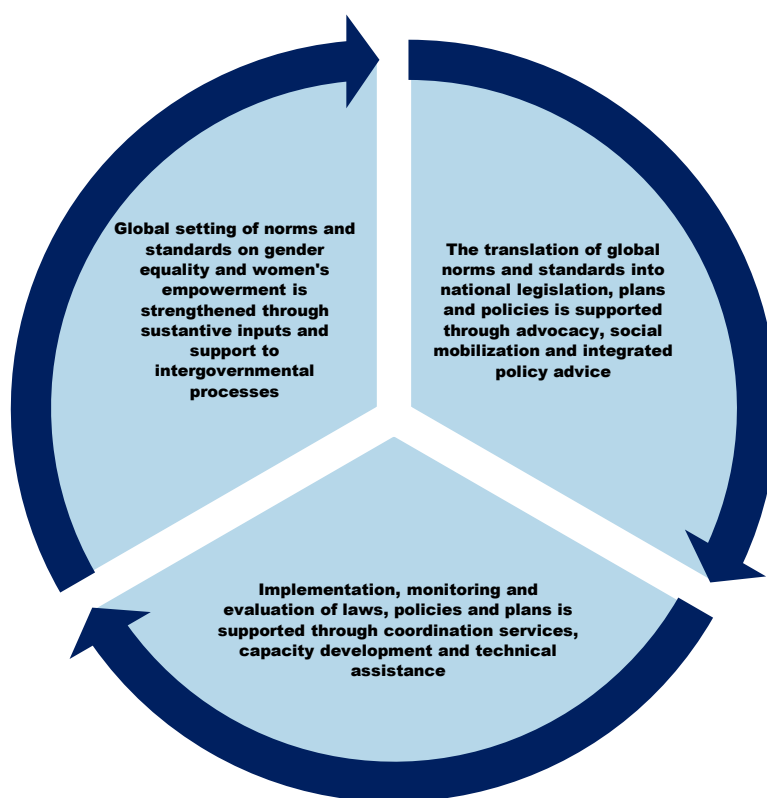 Global setting of norms and
standards on gender
equality and women's
empowerment is
strengthened through
sustantive inputs and
support to
intergovernmental
processes
The translation of global
norms and standards into
national legislation, plans
and policies is supported
through advocacy, social
mobilization and integrated
policy advice
Implementation, monitoring and
evaluation of laws, policies and plans is
supported through coordination services,
capacity development and technical
assistance